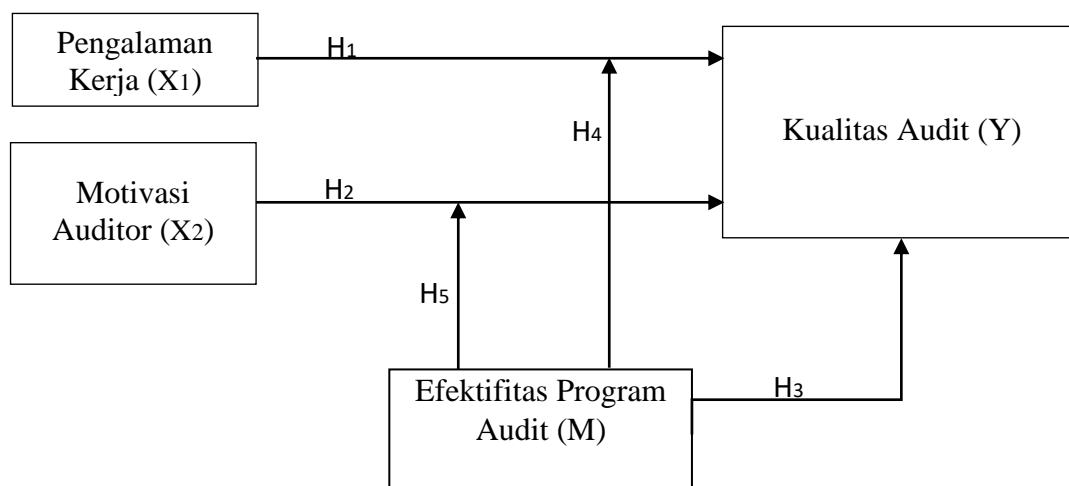 Pengalaman
Kerja (X1)
H1
Kualitas Audit (Y)
H4
Motivasi
Auditor (X2)
H2
H5
Efektifitas Program
Audit (M)
H3